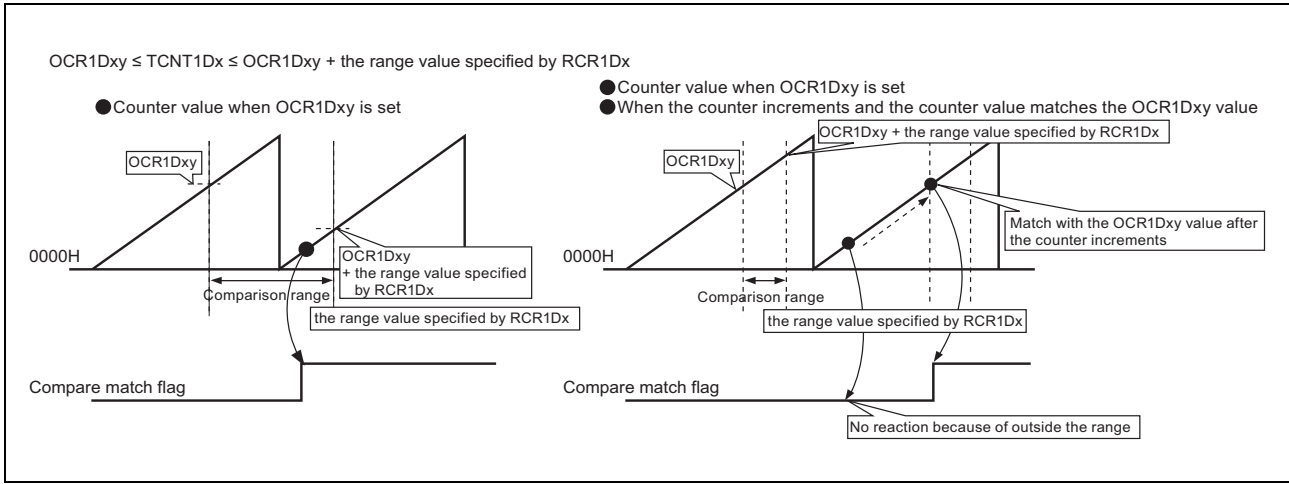 OCR1Dxy ≤ TCNT1Dx ≤ OCR1Dxy + the range value specified by RCR1Dx
●Counter value when OCR1Dxy is set
OCR1Dxy
0000H
OCR1Dxy
+ the range value specified
by RCR1Dx
Comparison range
the range value specified by RCR1Dx
Compare match flag
●Counter value when OCR1Dxy is set
●When the counter increments and the counter value matches the OCR1Dxy value
OCR1Dxy + the range value specified by RCR1Dx
OCR1Dxy
Match with the OCR1Dxy value after
the counter increments
0000H
Comparison range
the range value specified by RCR1Dx
Compare match flag
No reaction because of outside the range